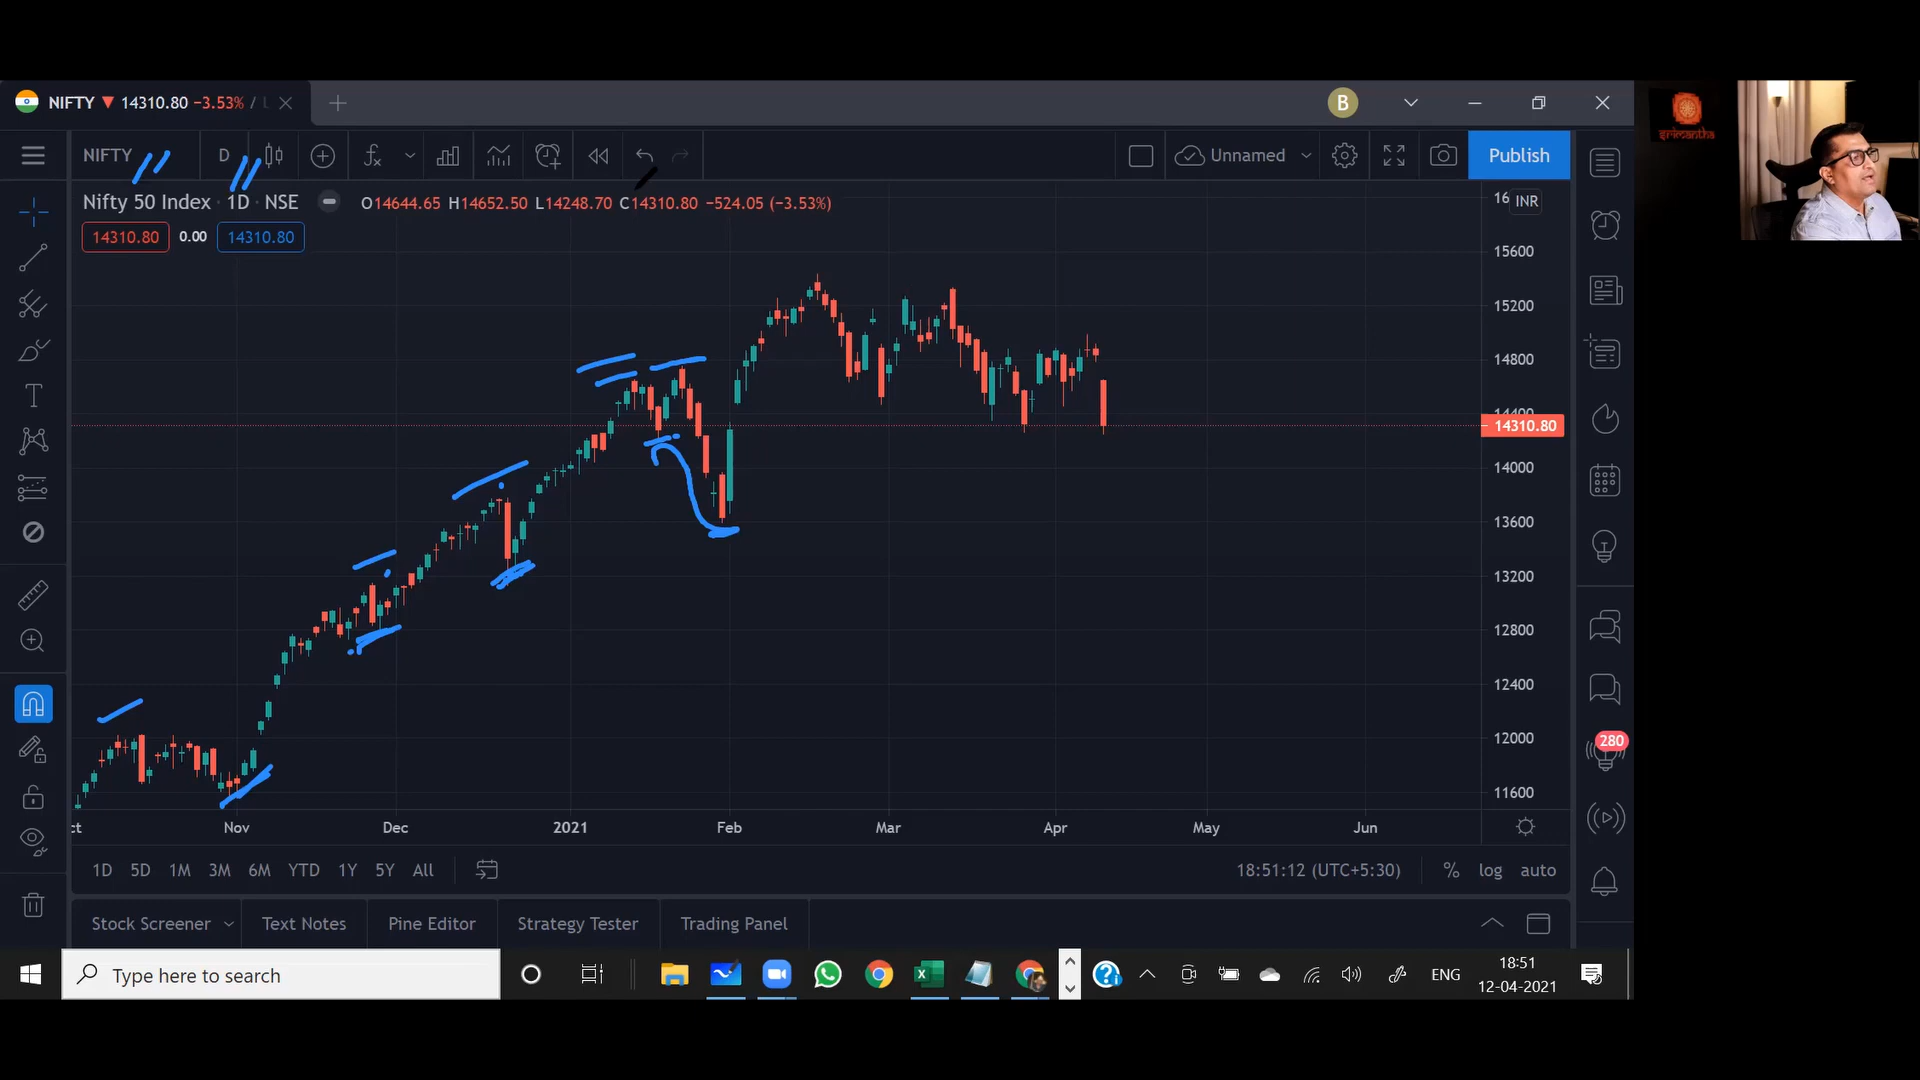 NIFTY ▼ 14310.80 −3.53% /
B
NIFTY D Unnamed Publish
Nifty 50 Index · 1D · NSE O14644.65 H14652.50 L14248.70 C14310.80 −524.05 (−3.53%)
14310.80 0.00 14310.80
INR
16
15600
15200
14800
14400
14310.80
14000
13600
13200
12800
12400
12000
11600
ct Nov Dec 2021 Feb Mar Apr May Jun
1D 5D 1M 3M 6M YTD 1Y 5Y All 18:51:12 (UTC+5:30) % log auto
Stock Screener Text Notes Pine Editor Strategy Tester Trading Panel
280
Type here to search
ENG
18:51
12-04-2021
srimantha